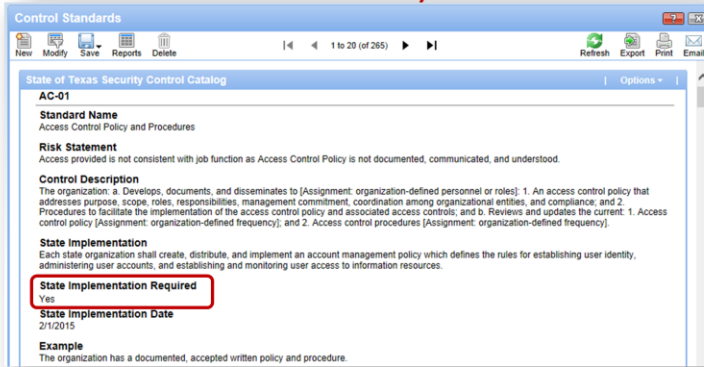 Control Standards
?
New Modify Save Reports Delete 1 to 20 (of 265) Refresh Export Print Email
State of Texas Security Control Catalog | Options |
AC-01
Standard Name
Access Control Policy and Procedures
Risk Statement
Access provided is not consistent with job function as Access Control Policy is not documented, communicated, and understood.
Control Description
The organization: a. Develops, documents, and disseminates to [Assignment: organization-defined personnel or roles]: 1. An access control policy that
addresses purpose, scope, roles, responsibilities, management commitment, coordination among organizational entities, and compliance; and 2.
Procedures to facilitate the implementation of the access control policy and associated access controls; and b. Reviews and updates the current: 1. Access
control policy [Assignment: organization-defined frequency]; and 2. Access control procedures [Assignment: organization-defined frequency].
State Implementation
Each state organization shall create, distribute, and implement an account management policy which defines the rules for establishing user identity,
administering user accounts, and establishing and monitoring user access to information resources.
State Implementation Required
Yes
State Implementation Date
2/1/2015
Example
The organization has a documented, accepted written policy and procedure.